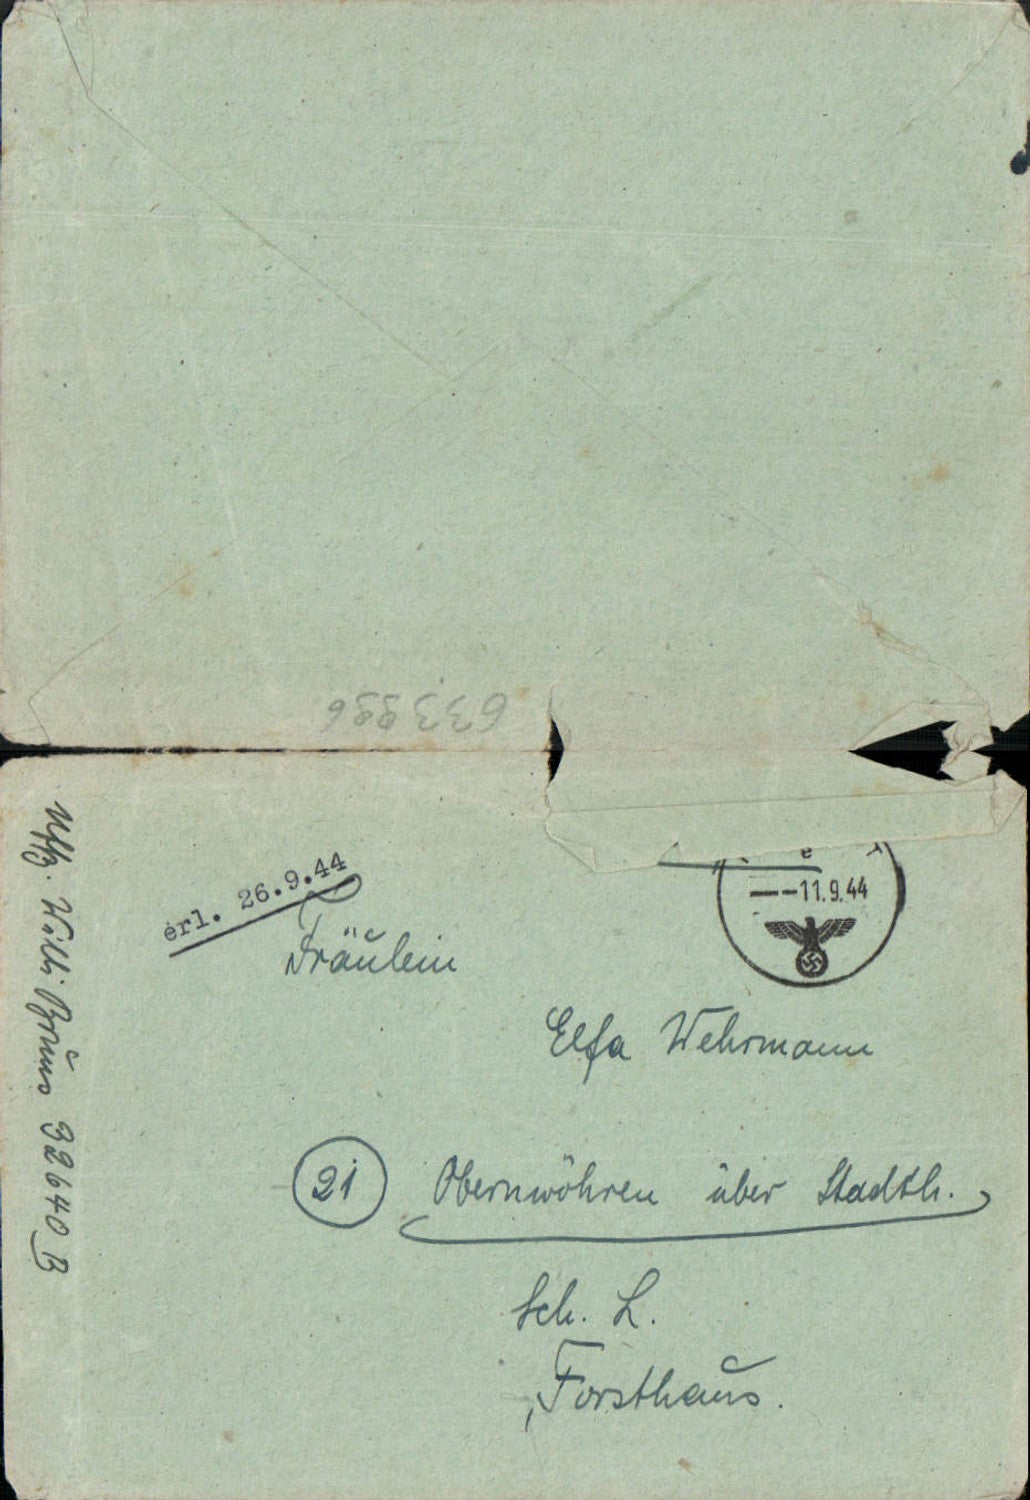 633986
Uffz. Willi Bruns 32640 B
erl. 26.9.44
--11.9.44
Fräulein
Elfa Wehrmann
21 Obernwöhren über Stadth.
Sch. L.
Forsthaus.